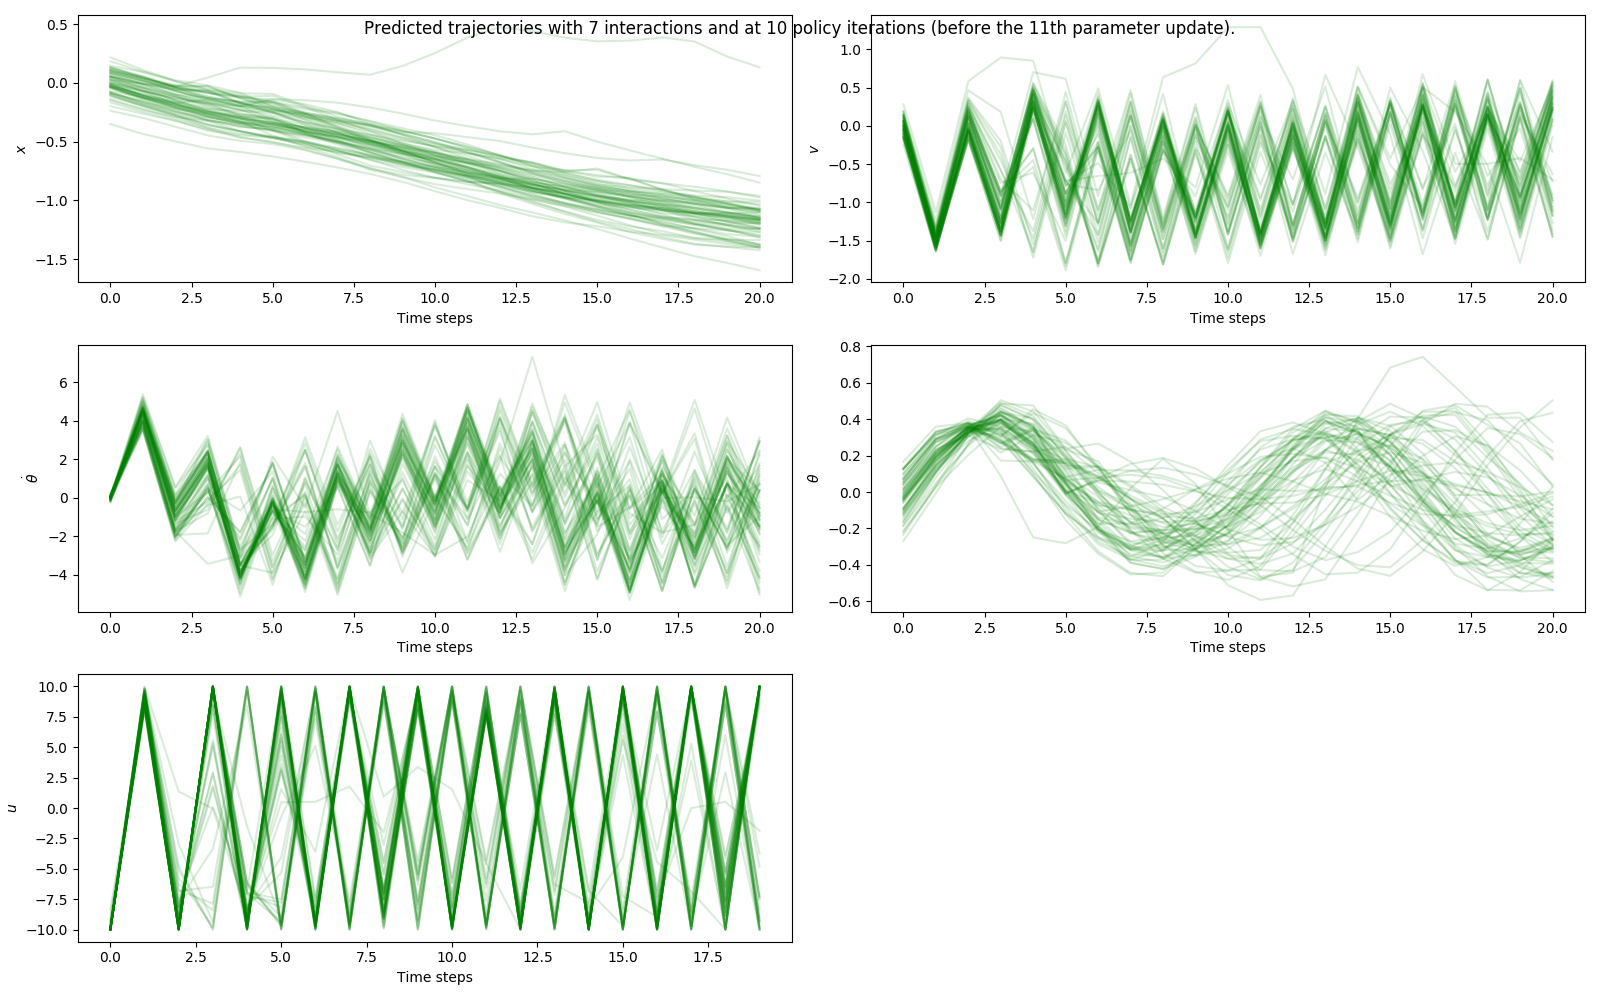 Predicted trajectories with 7 interactions and at 10 policy iterations (before the 11th parameter update).
0.5
0.0
−0.5
−1.0
−1.5
x
0.0 2.5 5.0 7.5 10.0 12.5 15.0 17.5 20.0
Time steps
1.0
0.5
0.0
−0.5
−1.0
−1.5
−2.0
v
0.0 2.5 5.0 7.5 10.0 12.5 15.0 17.5 20.0
Time steps
6
4
2
0
−2
−4
θ̇
0.0 2.5 5.0 7.5 10.0 12.5 15.0 17.5 20.0
Time steps
0.8
0.6
0.4
0.2
0.0
−0.2
−0.4
−0.6
θ
0.0 2.5 5.0 7.5 10.0 12.5 15.0 17.5 20.0
Time steps
10.0
7.5
5.0
2.5
0.0
−2.5
−5.0
−7.5
−10.0
u
0.0 2.5 5.0 7.5 10.0 12.5 15.0 17.5
Time steps